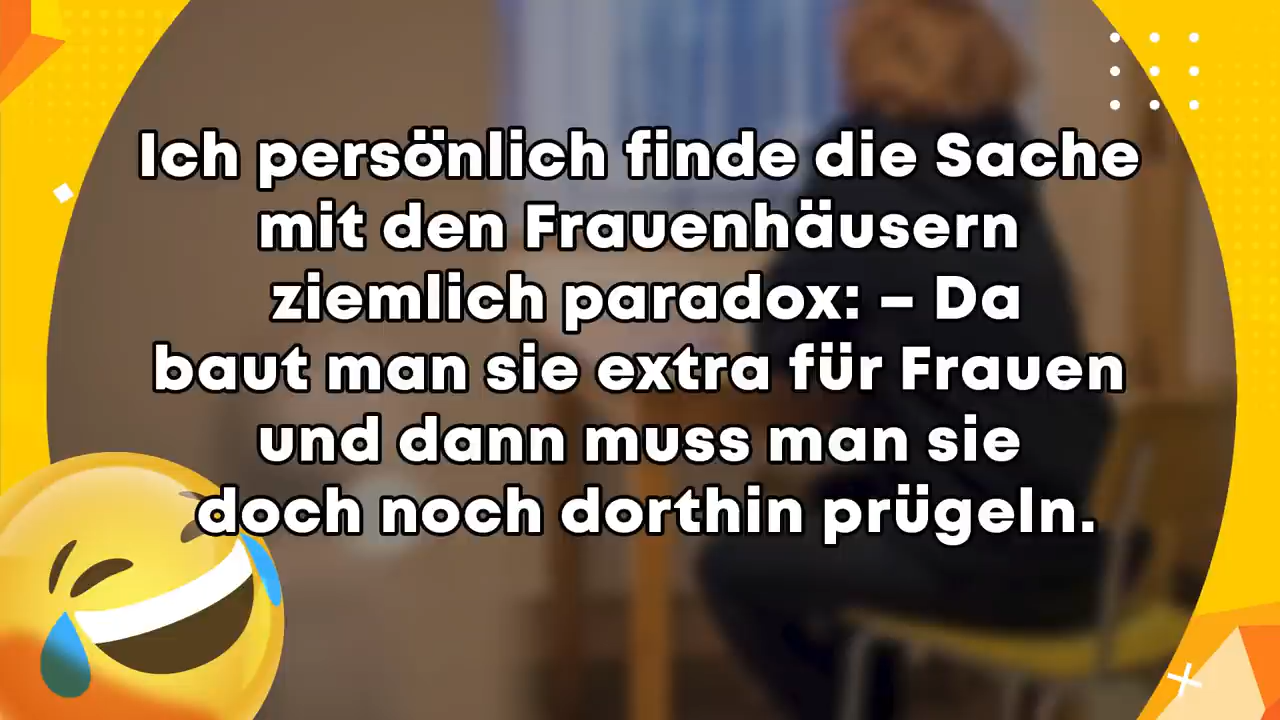 Ich persönlich finde die Sache
mit den Frauenhäusern
ziemlich paradox: – Da
baut man sie extra für Frauen
und dann muss man sie
doch noch dorthin prügeln.